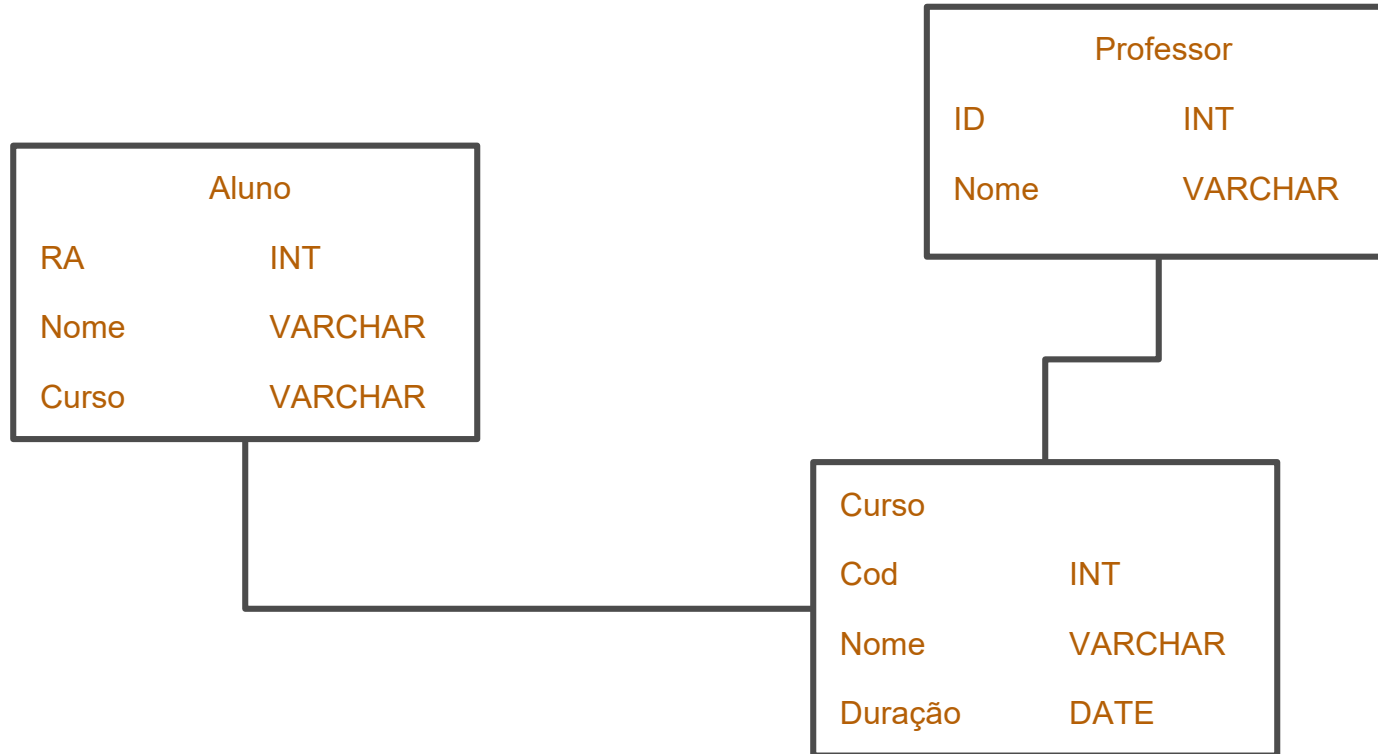 Professor
ID INT
Nome VARCHAR
Aluno
RA INT
Nome VARCHAR
Curso VARCHAR
Curso
Cod INT
Nome VARCHAR
Duração DATE